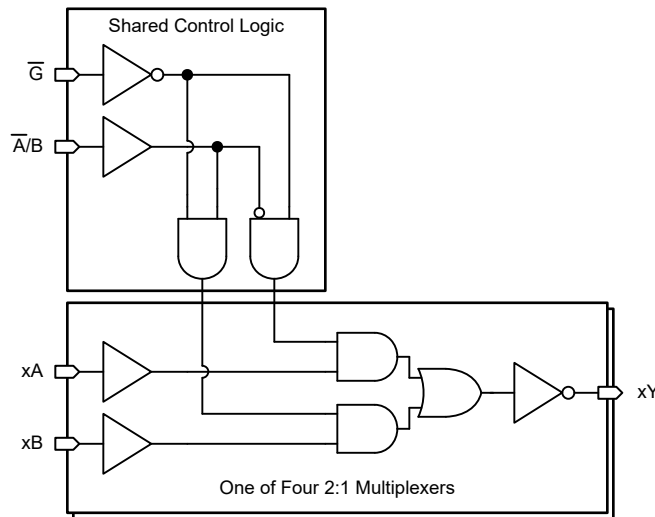 Shared Control Logic
G̅
A̅/B
xA
xB
xY
One of Four 2:1 Multiplexers